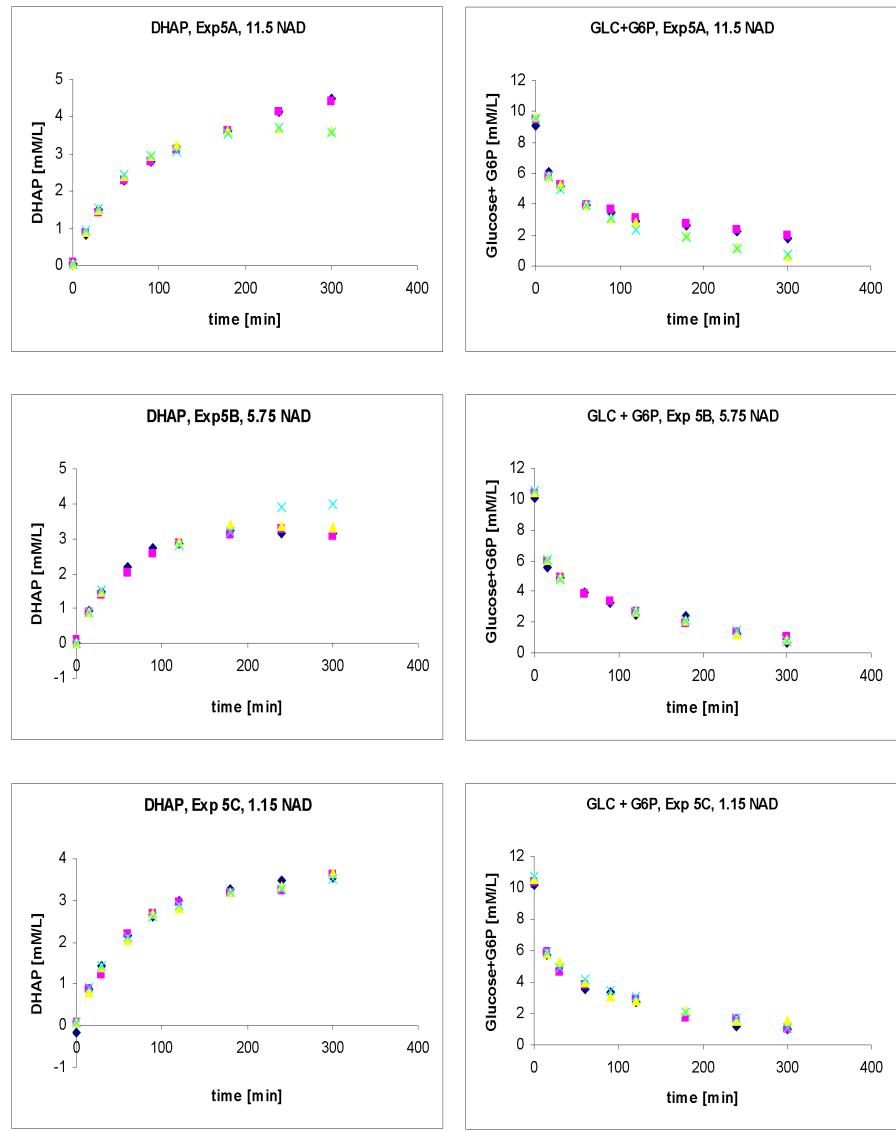 DHAP, Exp5A, 11.5 NAD
5
4
3
2
1
0
0 100 200 300 400
DHAP [mM/L]
time [min]
GLC+G6P, Exp5A, 11.5 NAD
12
10
8
6
4
2
0
0 100 200 300 400
Glucose+ G6P [mM/L]
time [min]
DHAP, Exp5B, 5.75 NAD
5
4
3
2
1
0
-1
0 100 200 300 400
DHAP [mM/L]
time [min]
GLC + G6P, Exp 5B, 5.75 NAD
12
10
8
6
4
2
0
0 100 200 300 400
Glucose+G6P [mM/L]
time [min]
DHAP, Exp 5C, 1.15 NAD
4
3
2
1
0
-1
0 100 200 300 400
DHAP [mM/L]
time [min]
GLC + G6P, Exp 5C, 1.15 NAD
12
10
8
6
4
2
0
0 100 200 300 400
Glucose+G6P [mM/L]
time [min]